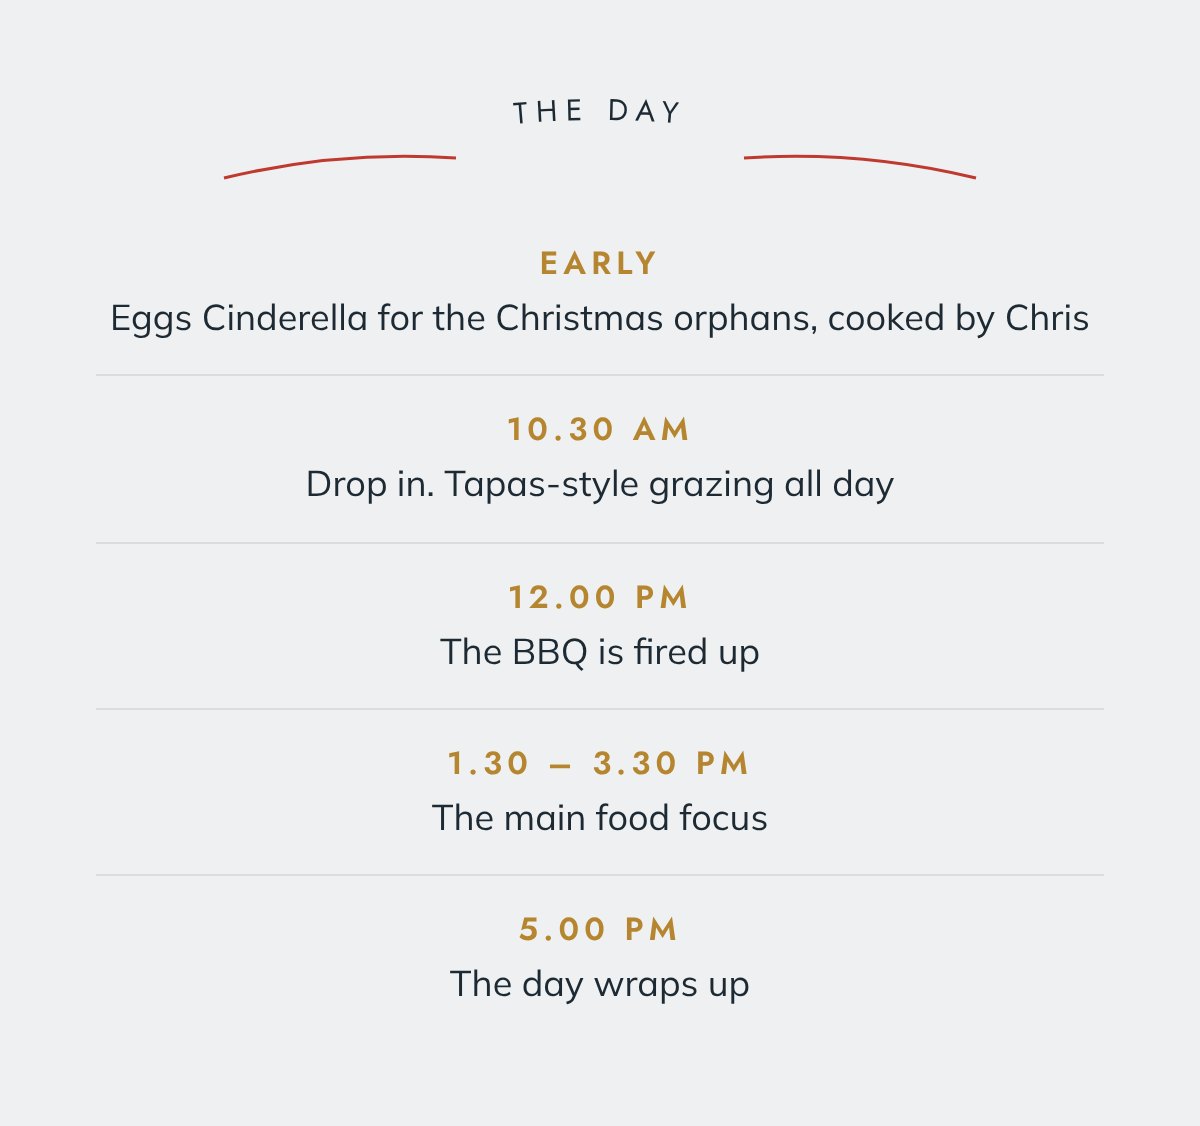 THE DAY
EARLY
Eggs Cinderella for the Christmas orphans, cooked by Chris
10.30 AM
Drop in. Tapas-style grazing all day
12.00 PM
The BBQ is fired up
1.30 – 3.30 PM
The main food focus
5.00 PM
The day wraps up